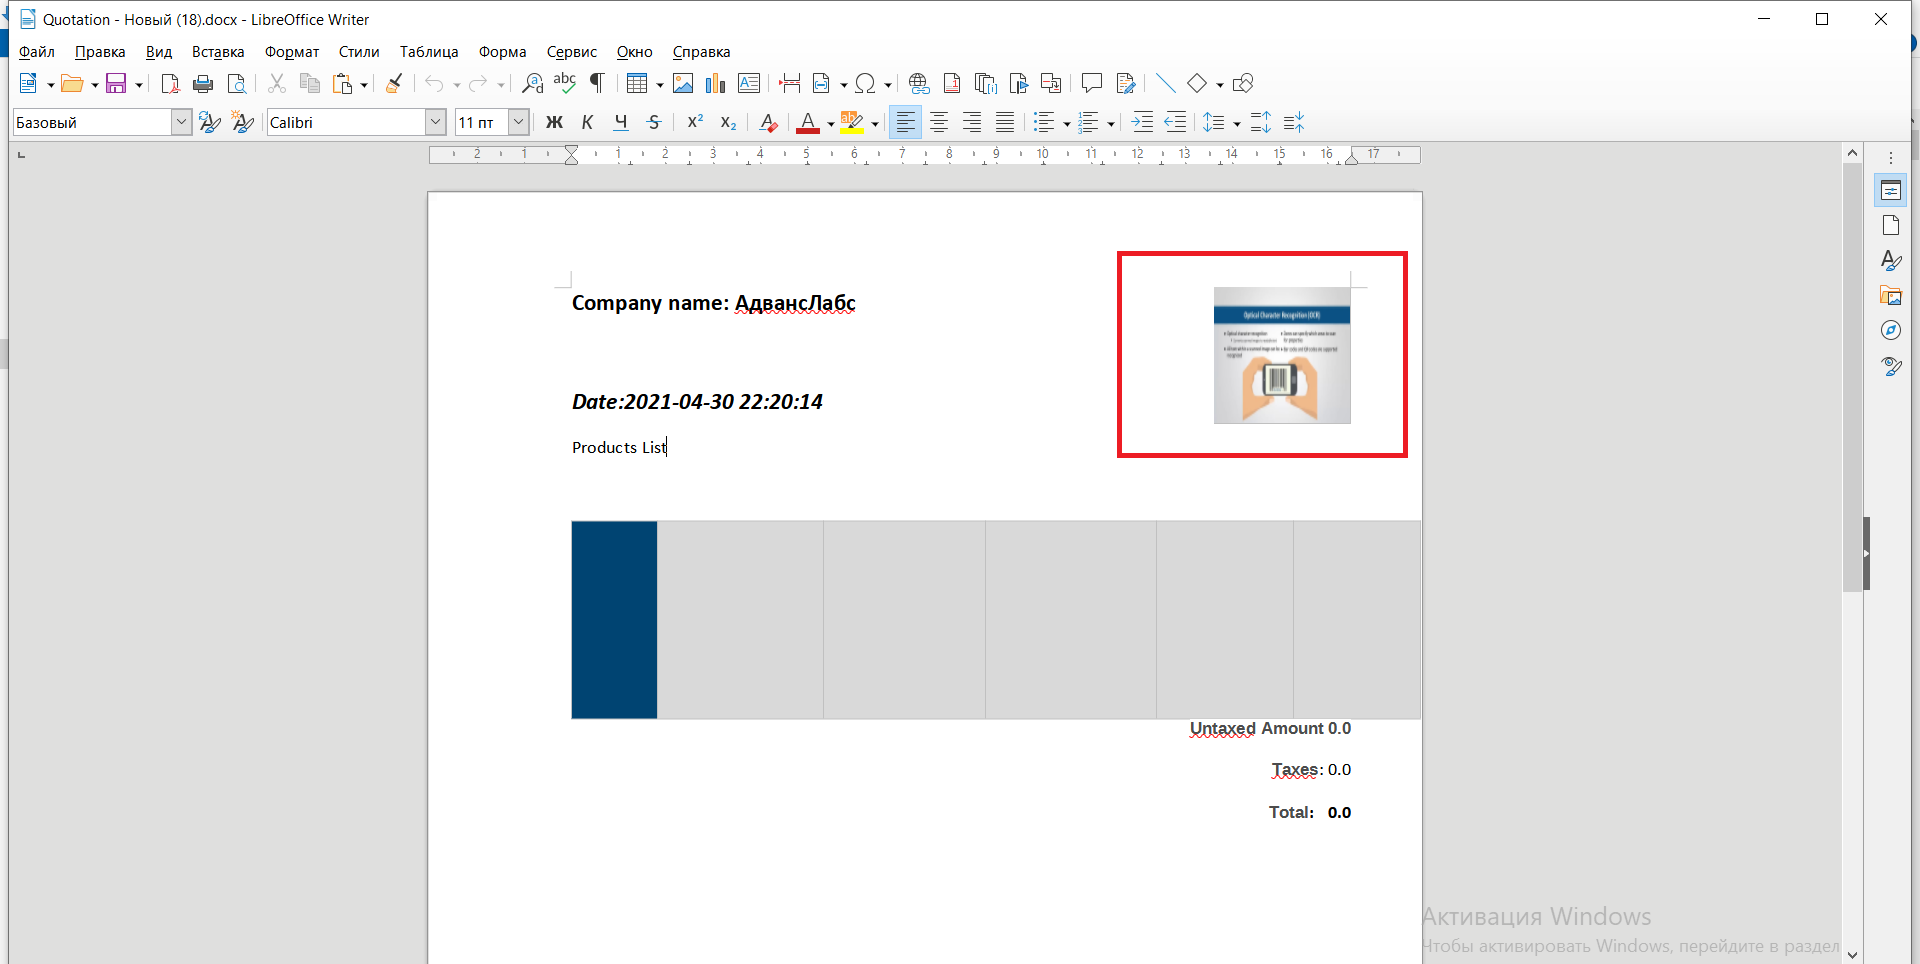 Quotation - Новый (18).docx - LibreOffice Writer
Файл Правка Вид Вставка Формат Стили Таблица Форма Сервис Окно Справка
Базовый Calibri 11 пт Ж К Ч S X² X₂
2 1 1 2 3 4 5 6 7 8 9 10 11 12 13 14 15 16 17
Company name: АдвансЛабс
Optical Character Recognition (OCR)
Date:2021-04-30 22:20:14
Products List
Untaxed Amount 0.0
Taxes: 0.0
Total: 0.0
Активация Windows
Чтобы активировать Windows, перейдите в раздел